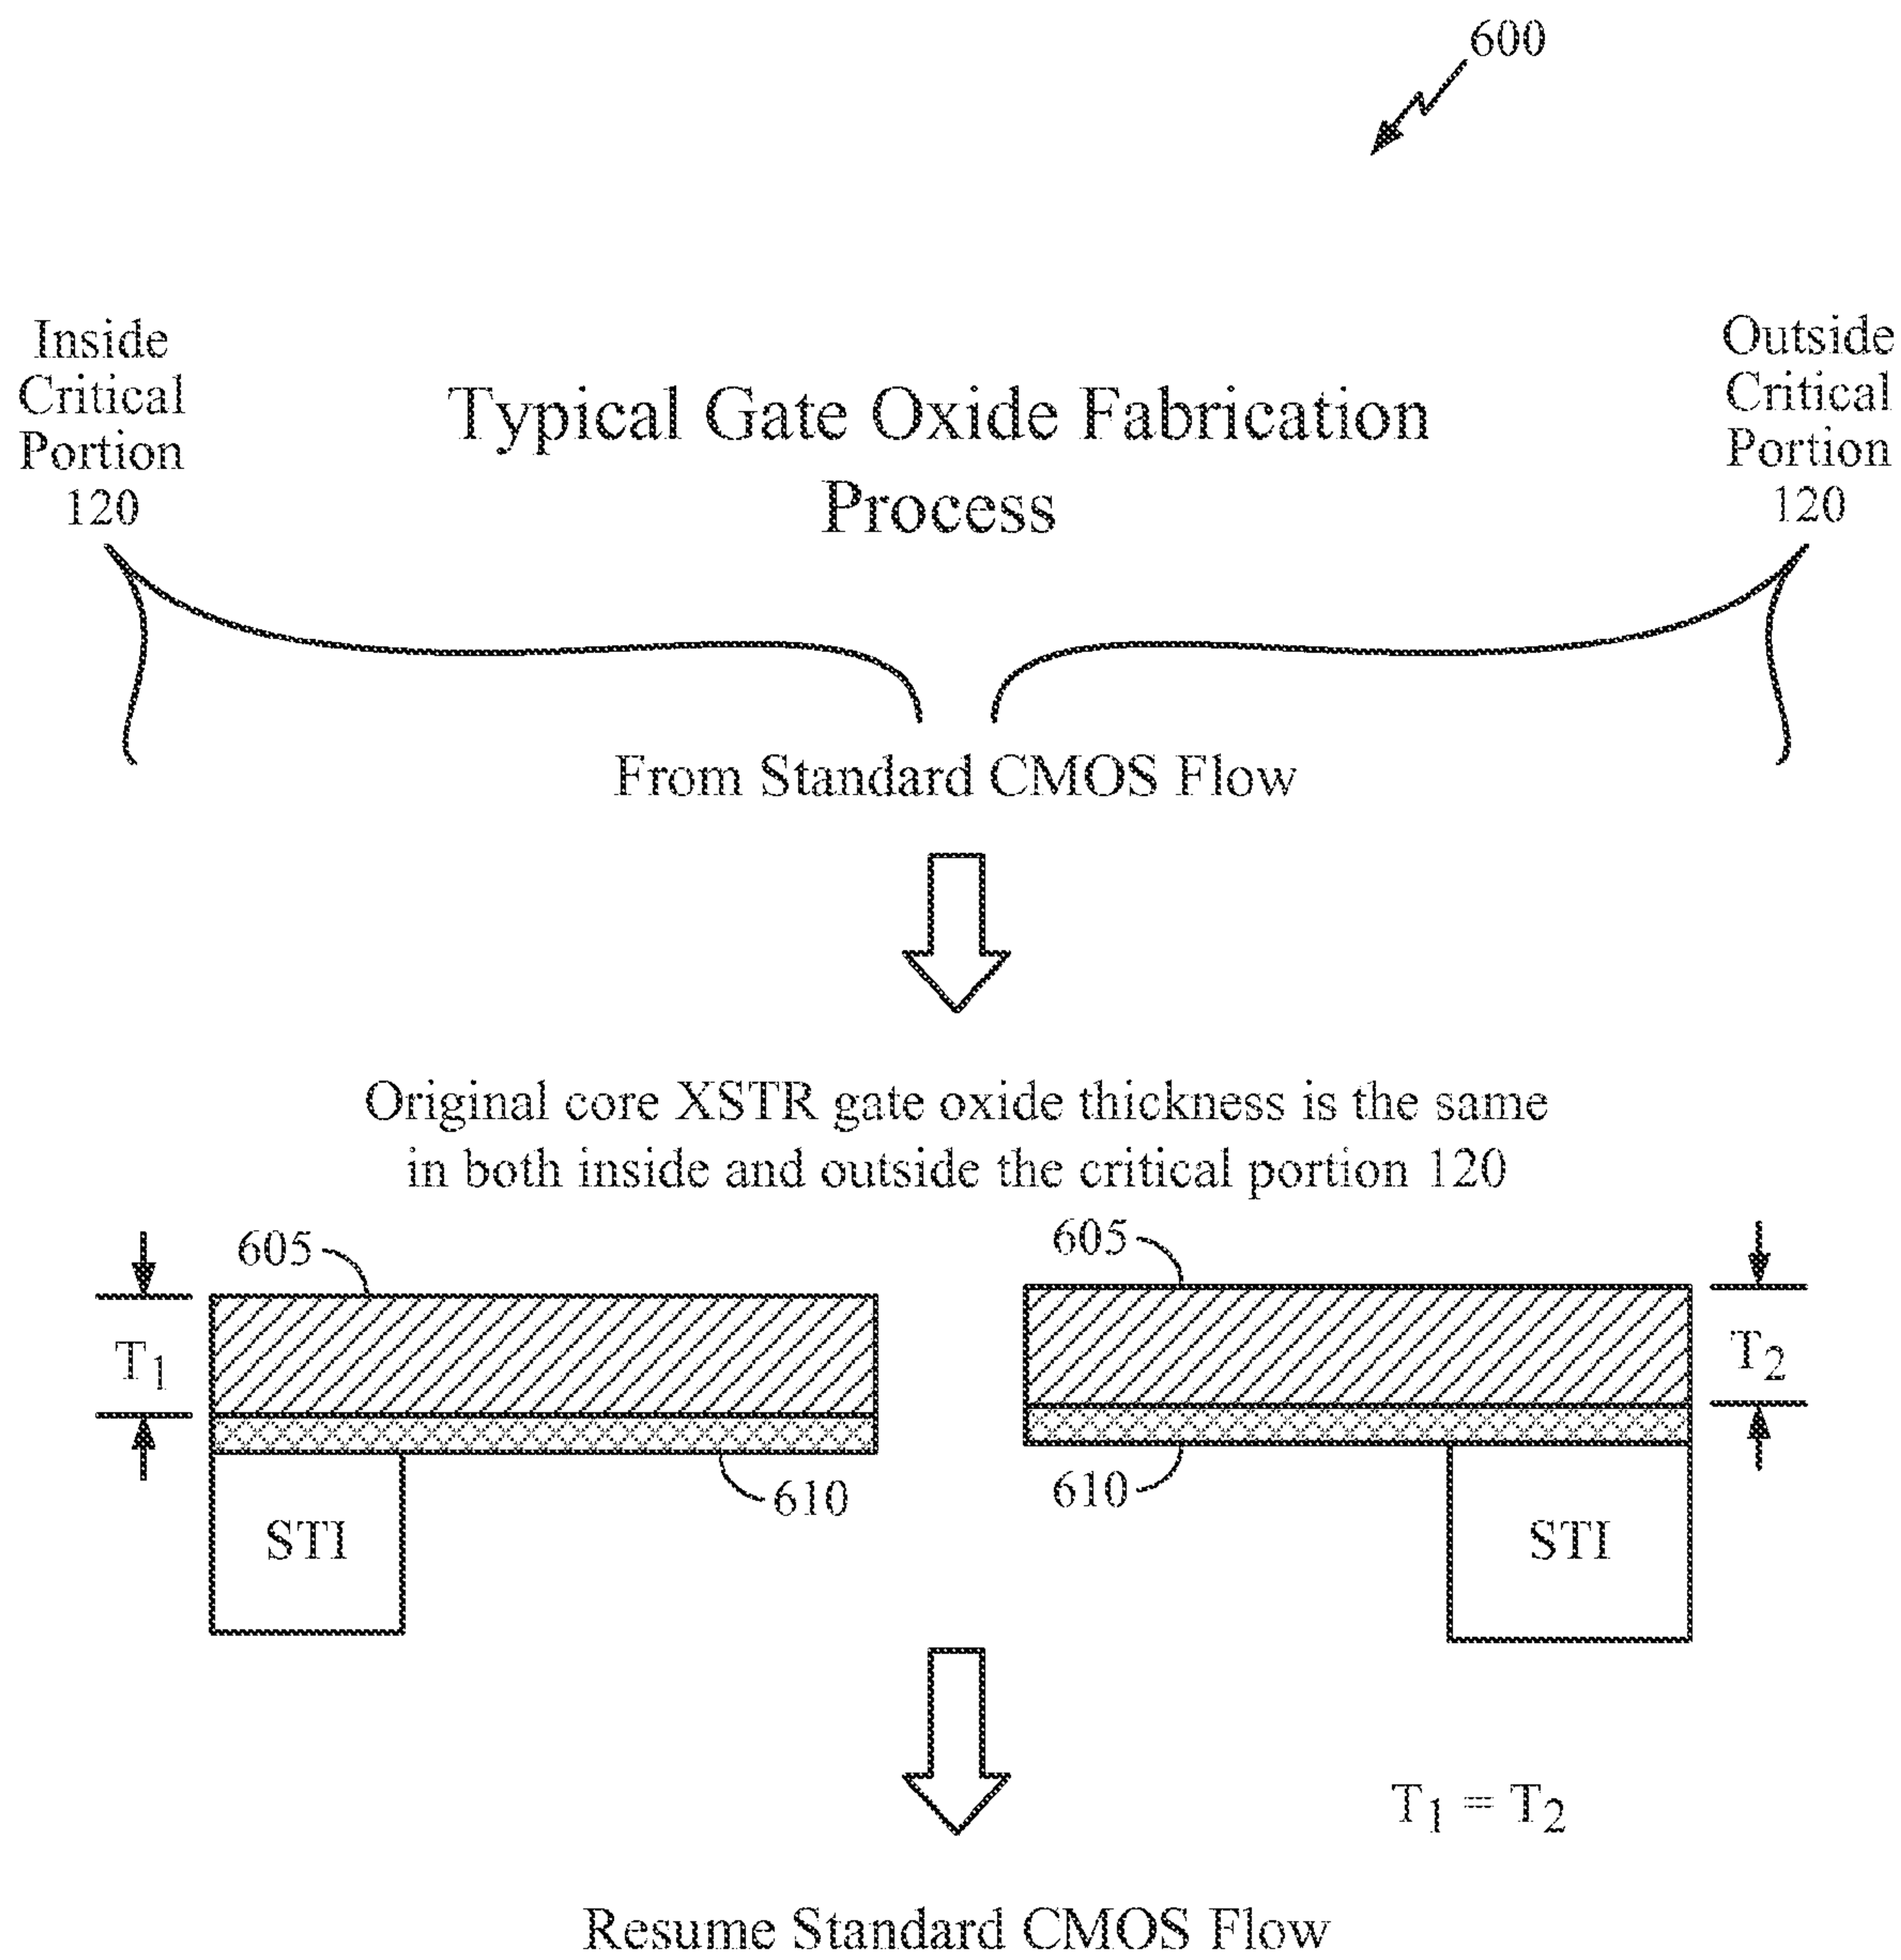 600
Inside
Critical
Portion
120
Typical Gate Oxide Fabrication
Process
Outside
Critical
Portion
120
From Standard CMOS Flow
Original core XSTR gate oxide thickness is the same
in both inside and outside the critical portion 120
605
605
T1
T2
610
610
STI
STI
T1 = T2
Resume Standard CMOS Flow